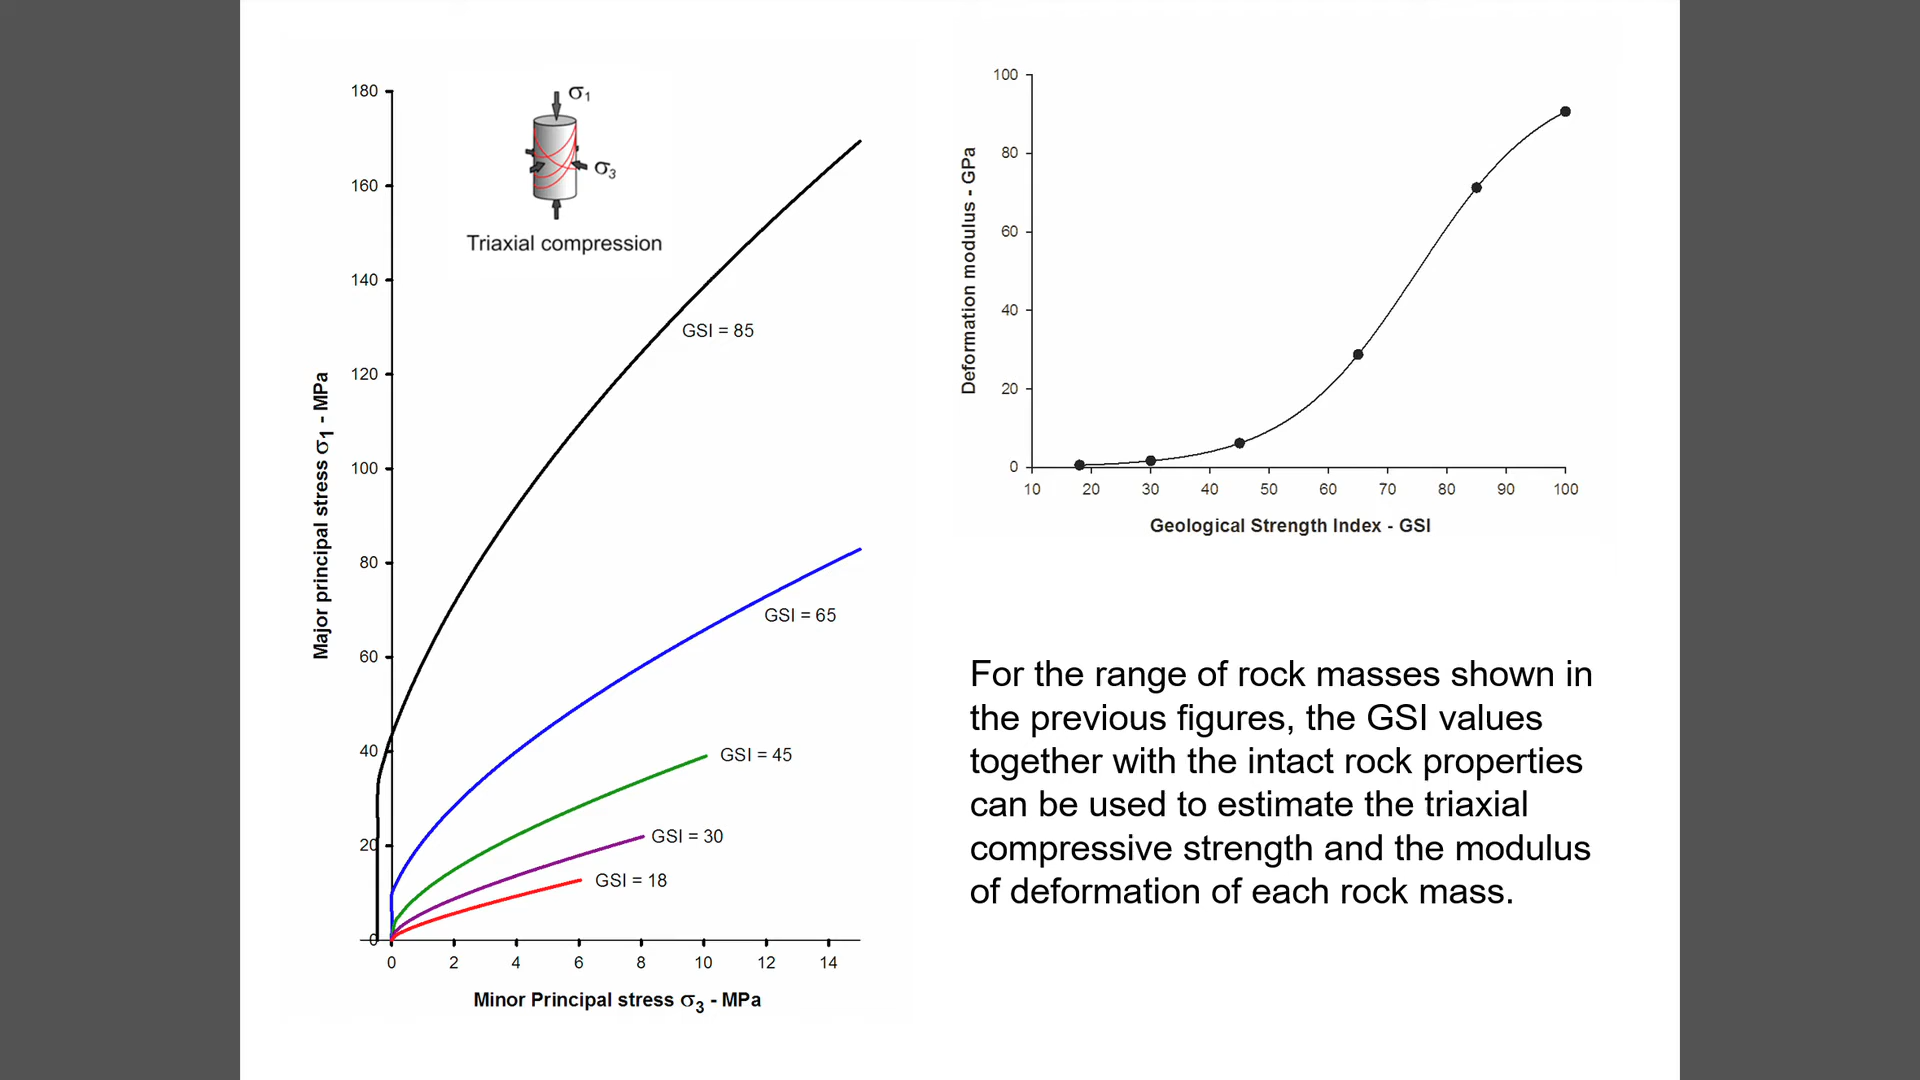 180
160
140
120
100
80
60
40
20
0
Major principal stress σ1 - MPa
σ1
σ3
Triaxial compression
GSI = 85
GSI = 65
GSI = 45
GSI = 30
GSI = 18
0 2 4 6 8 10 12 14
Minor Principal stress σ3 - MPa
100
80
60
40
20
0
Deformation modulus - GPa
10 20 30 40 50 60 70 80 90 100
Geological Strength Index - GSI
For the range of rock masses shown in
the previous figures, the GSI values
together with the intact rock properties
can be used to estimate the triaxial
compressive strength and the modulus
of deformation of each rock mass.